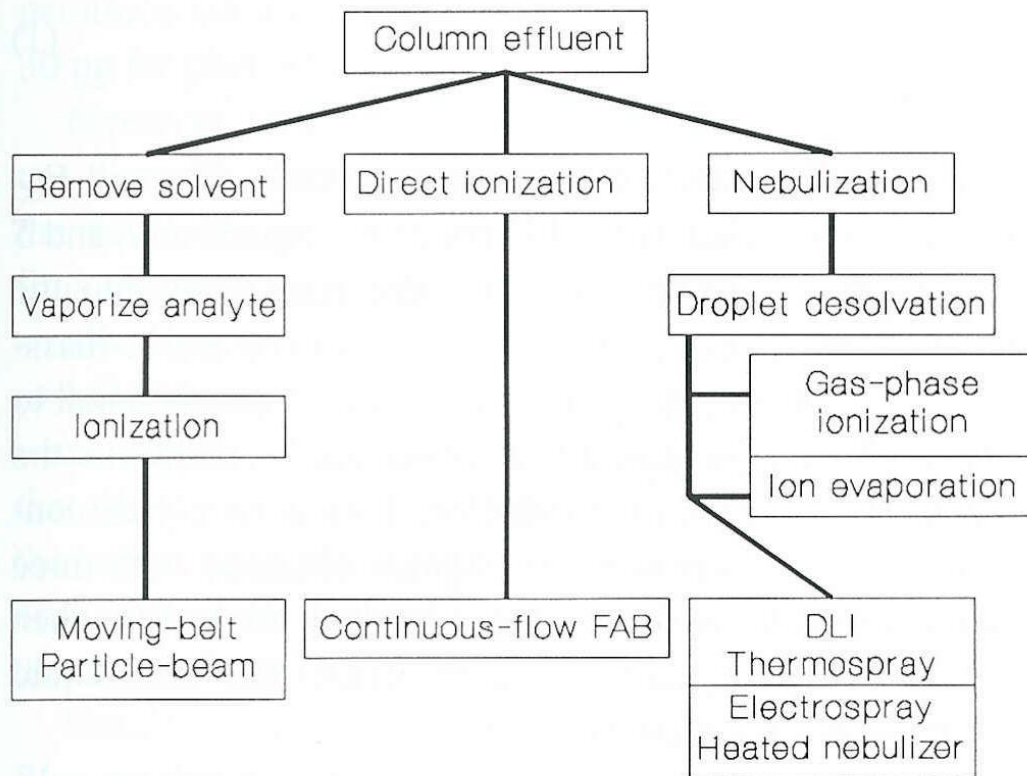 Column effluent
Remove solvent
Direct ionization
Nebulization
Vaporize analyte
Droplet desolvation
Gas-phase
ionization
Ionization
Ion evaporation
Moving-belt
Particle-beam
Continuous-flow FAB
DLI
Thermospray
Electrospray
Heated nebulizer